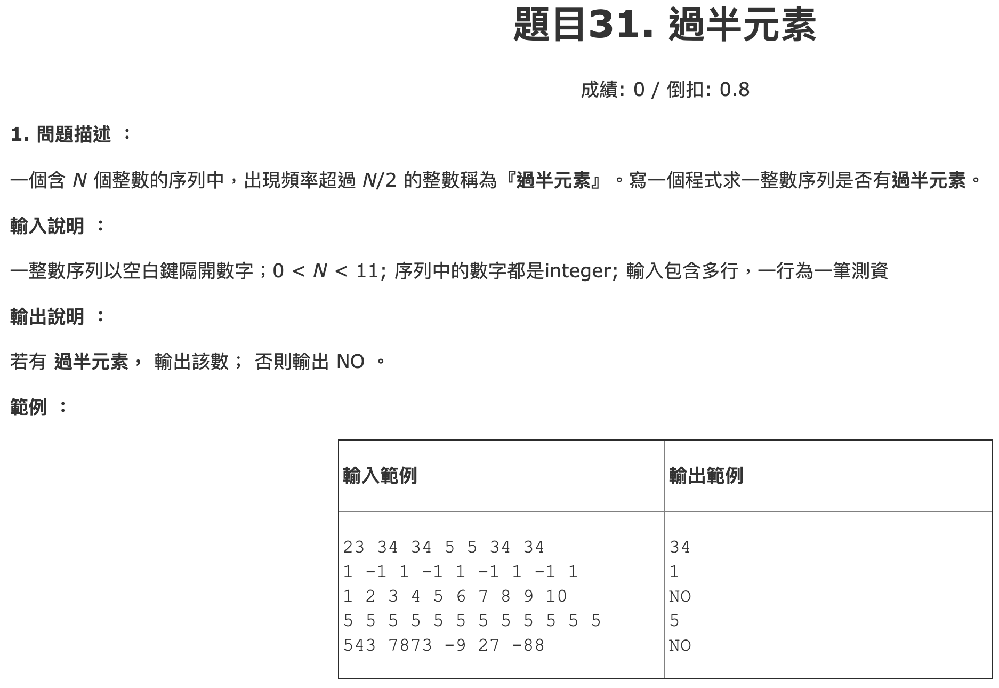 題目31. 過半元素
成績: 0 / 倒扣: 0.8
1. 問題描述 ：
一個含 N 個整數的序列中，出現頻率超過 N/2 的整數稱為『過半元素』。寫一個程式求一整數序列是否有過半元素。
輸入說明 ：
一整數序列以空白鍵隔開數字；0 < N < 11; 序列中的數字都是integer; 輸入包含多行，一行為一筆測資
輸出說明 ：
若有 過半元素， 輸出該數； 否則輸出 NO 。
範例 ：
輸入範例
23 34 34 5 5 34 34
1 -1 1 -1 1 -1 1 -1 1
1 2 3 4 5 6 7 8 9 10
5 5 5 5 5 5 5 5 5 5 5 5
543 7873 -9 27 -88
輸出範例
34
1
NO
5
NO